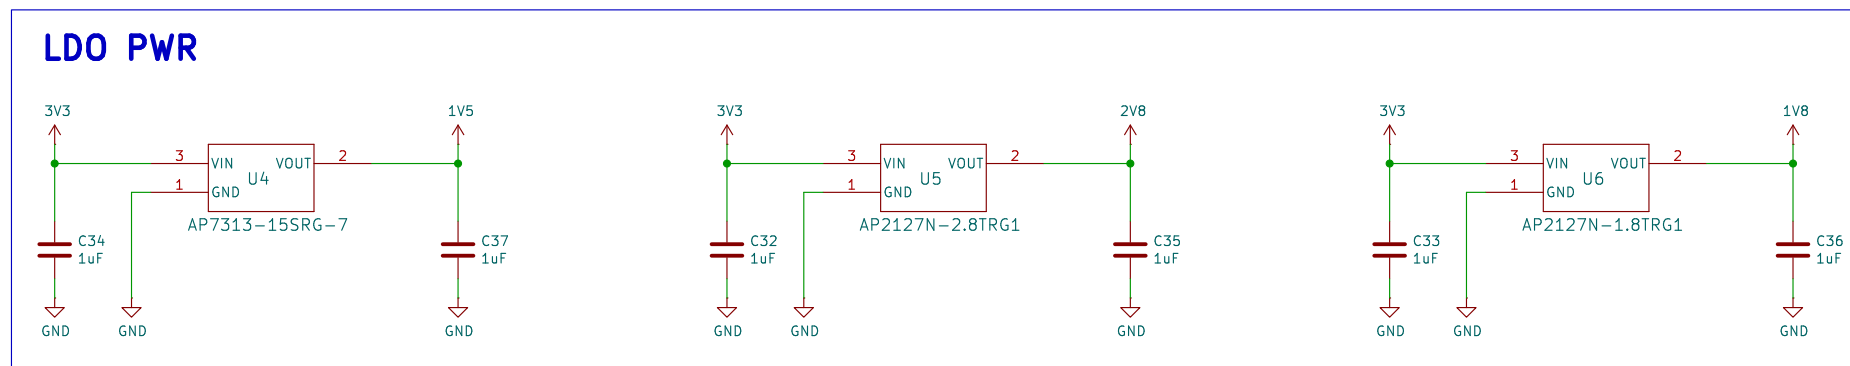 LDO PWR
3V3
1V5
3
VIN
VOUT
2
U4
1
GND
AP7313-15SRG-7
C34
1uF
C37
1uF
GND
GND
GND
3V3
2V8
3
VIN
VOUT
2
U5
1
GND
AP2127N-2.8TRG1
C32
1uF
C35
1uF
GND
GND
GND
3V3
1V8
3
VIN
VOUT
2
U6
1
GND
AP2127N-1.8TRG1
C33
1uF
C36
1uF
GND
GND
GND